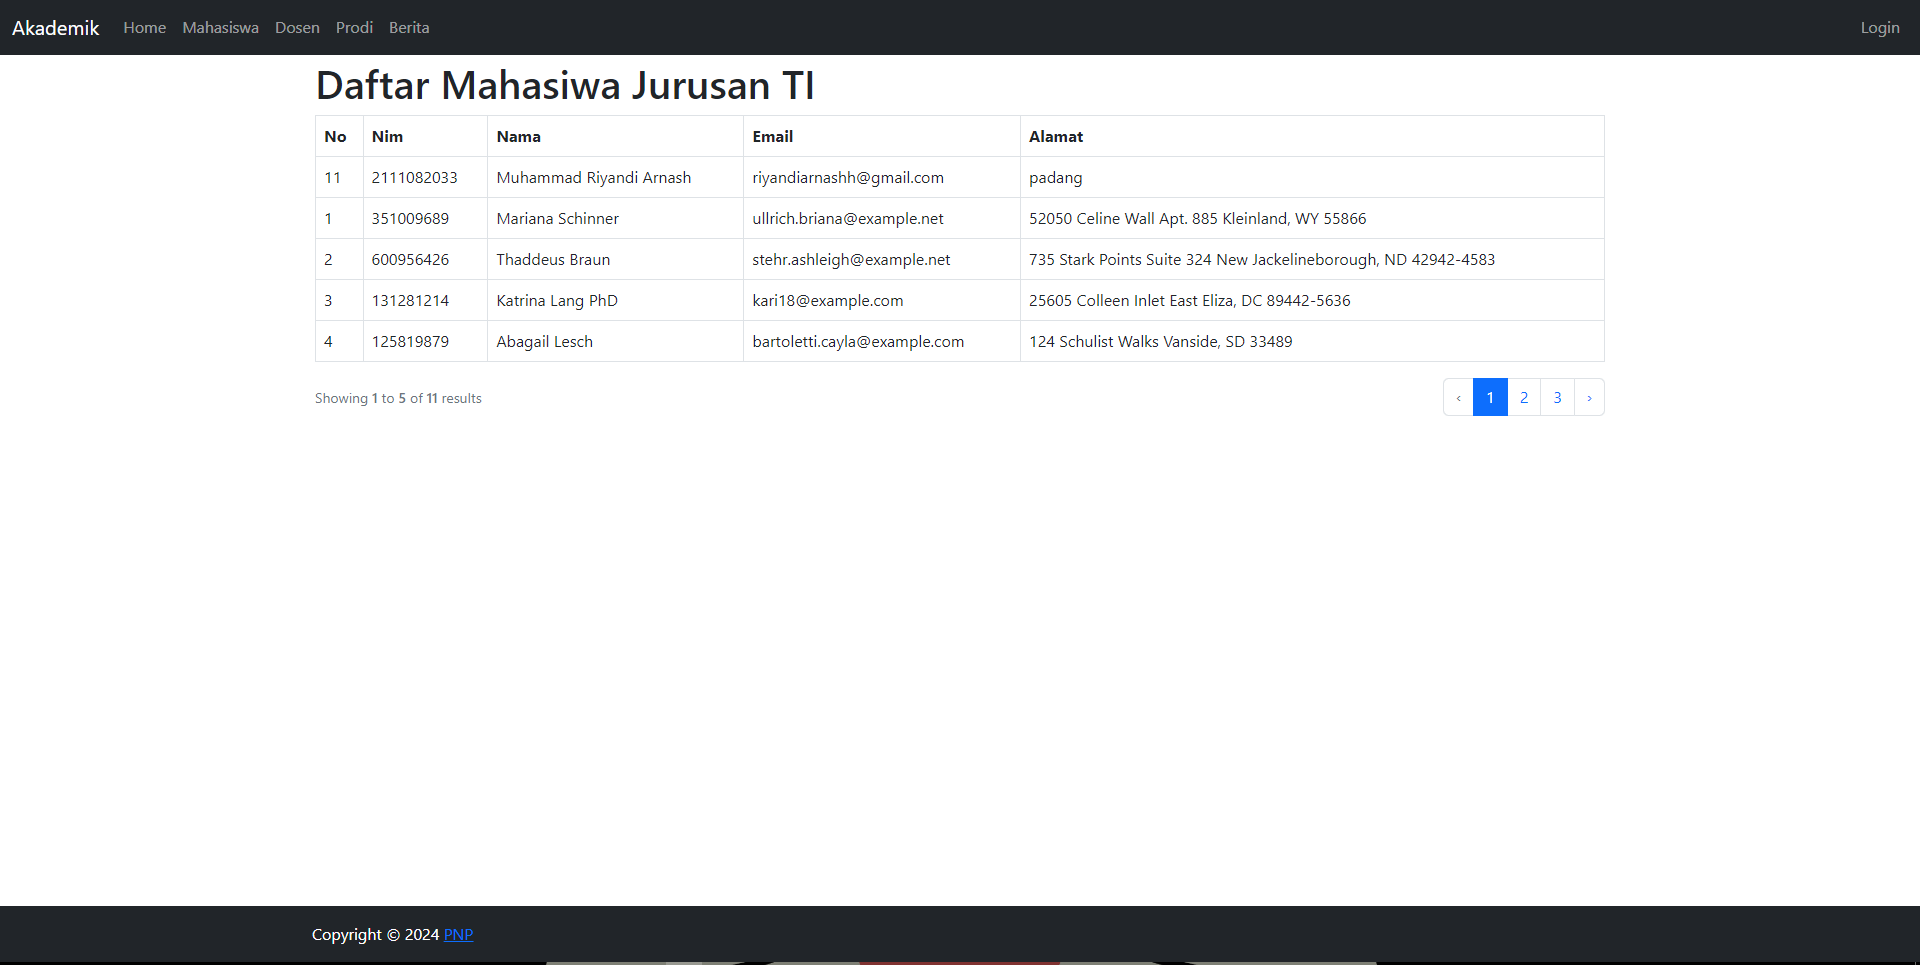 Akademik Home Mahasiswa Dosen Prodi Berita Login
Daftar Mahasiwa Jurusan TI
No Nim Nama Email Alamat
11 2111082033 Muhammad Riyandi Arnash riyandiarnashh@gmail.com padang
1 351009689 Mariana Schinner ullrich.briana@example.net 52050 Celine Wall Apt. 885 Kleinland, WY 55866
2 600956426 Thaddeus Braun stehr.ashleigh@example.net 735 Stark Points Suite 324 New Jackelineborough, ND 42942-4583
3 131281214 Katrina Lang PhD kari18@example.com 25605 Colleen Inlet East Eliza, DC 89442-5636
4 125819879 Abagail Lesch bartoletti.cayla@example.com 124 Schulist Walks Vanside, SD 33489
Showing 1 to 5 of 11 results ‹ 1 2 3 ›
Copyright © 2024 PNP